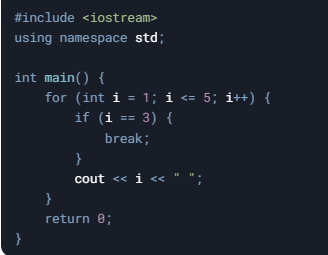 #include <iostream>
using namespace std;

int main() {
    for (int i = 1; i <= 5; i++) {
        if (i == 3) {
            break;
        }
        cout << i << " ";
    }
    return 0;
}